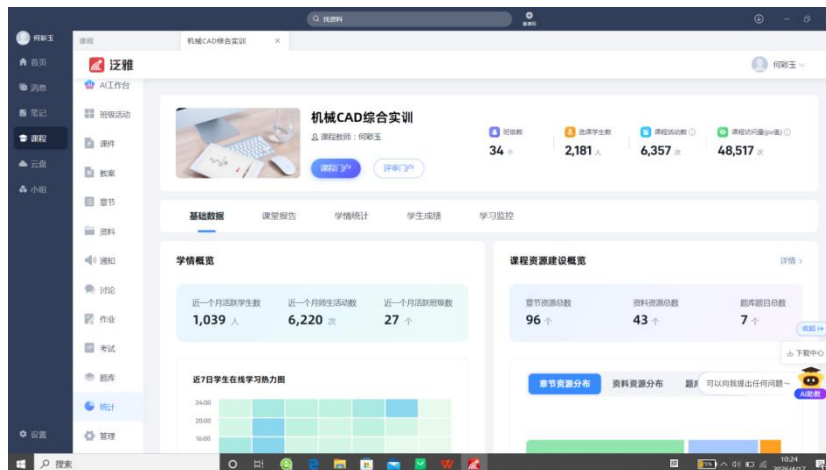 找资料
何彩玉
课程
机械CAD综合实训 ×
首页
消息
笔记
课程
云盘
小组
设置
泛雅
何彩玉
AI工作台
班级活动
课件
教案
章节
资料
通知
讨论
作业
考试
题库
统计
管理
机械CAD综合实训
课程教师：何彩玉
课程门户
评审门户
班级数
34 个
选课学生数
2,181 人
课程活动数
6,357 次
课程访问量(pv值)
48,517 次
基础数据 课堂报告 学情统计 学生成绩 学习监控
学情概览
近一个月活跃学生数
1,039 人
近一个月师生活动数
6,220 次
近一个月活跃班级数
27 个
近7日学生在线学习热力图
24:00
20:00
16:00
课程资源建设概览
详情 >
章节资源总数
96 个
资料资源总数
43 个
题库题目总数
7 个
收起
下载中心
章节资源分布 资料资源分布
可以向我提出任何问题~
AI助教
搜索
10:24
2026/4/17